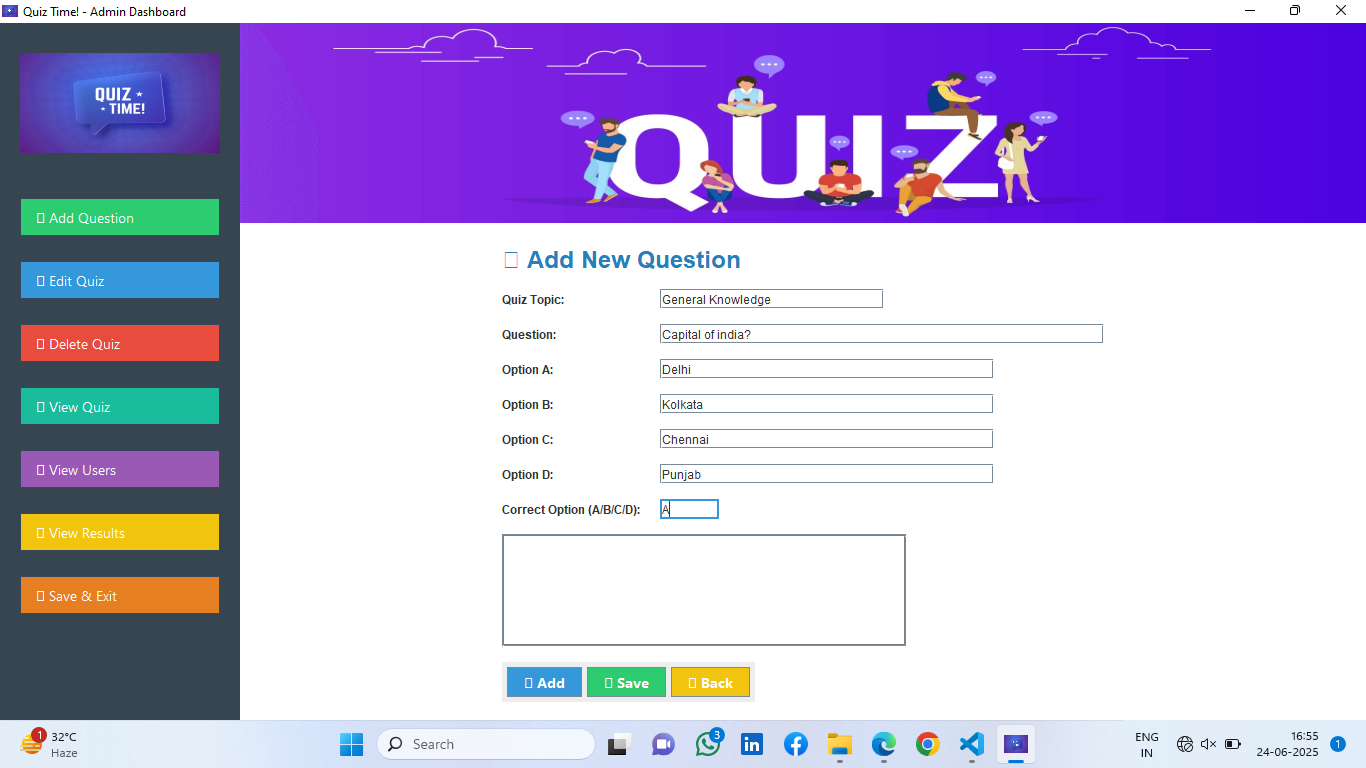 Quiz Time! - Admin Dashboard
QUIZ
TIME!
QUIZ
Add Question
Edit Quiz
Delete Quiz
View Quiz
View Users
View Results
Save & Exit
Add New Question
Quiz Topic: General Knowledge
Question: Capital of india?
Option A: Delhi
Option B: Kolkata
Option C: Chennai
Option D: Punjab
Correct Option (A/B/C/D): A
Add Save Back
1 32°C
Haze
Search
3
ENG
IN
16:55
24-06-2025
1